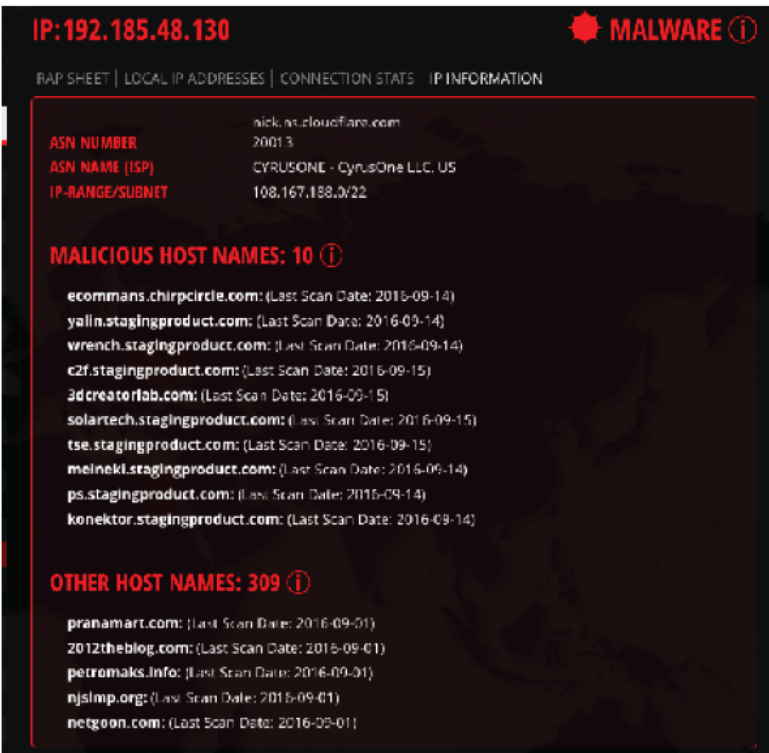 IP:192.185.48.130
MALWARE ⓘ
RAP SHEET | LOCAL IP ADDRESSES | CONNECTION STATS IP INFORMATION
nick.ns.cloudflare.com
ASN NUMBER 20013
ASN NAME (ISP) CYRUSONE - CyrusOne LLC, US
IP-RANGE/SUBNET 108.167.188.0/22
MALICIOUS HOST NAMES: 10 ⓘ
ecommans.chirpcircle.com: (Last Scan Date: 2016-09-14)
yalin.stagingproduct.com: (Last Scan Date: 2016-09-14)
wrench.stagingproduct.com: (Last Scan Date: 2016-09-14)
c2f.stagingproduct.com: (Last Scan Date: 2016-09-15)
3dcreatorlab.com: (Last Scan Date: 2016-09-15)
solartech.stagingproduct.com: (Last Scan Date: 2016-09-15)
tse.stagingproduct.com: (Last Scan Date: 2016-09-15)
meineki.stagingproduct.com: (Last Scan Date: 2016-09-14)
ps.stagingproduct.com: (Last Scan Date: 2016-09-14)
konektor.stagingproduct.com: (Last Scan Date: 2016-09-14)
OTHER HOST NAMES: 309 ⓘ
pranamart.com: (Last Scan Date: 2016-09-01)
2012theblog.com: (Last Scan Date: 2016-09-01)
petromaks.info: (Last Scan Date: 2016-09-01)
njslmp.org: (Last Scan Date: 2016-09-01)
netgoon.com: (Last Scan Date: 2016-09-01)